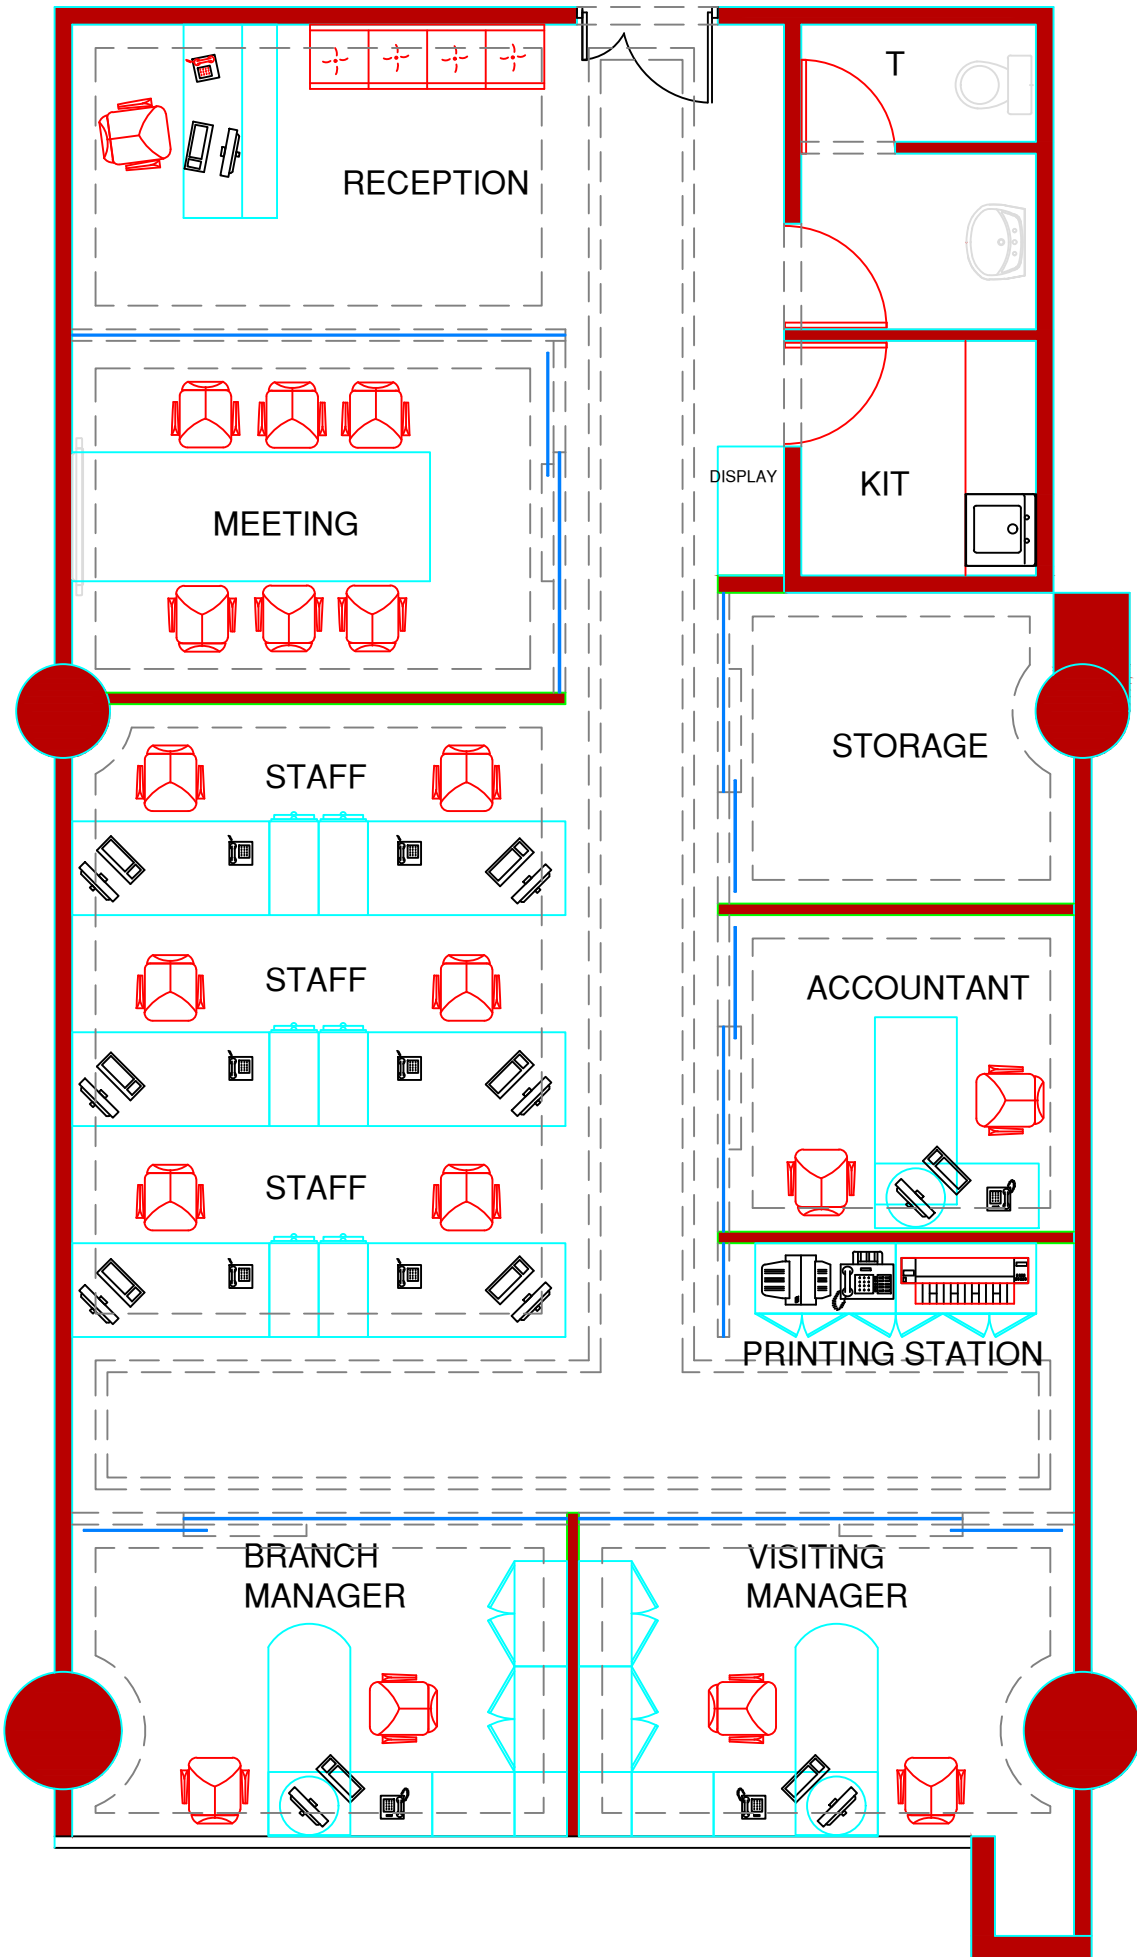 T
RECEPTION
DISPLAY
KIT
MEETING
STORAGE
STAFF
STAFF
ACCOUNTANT
STAFF
PRINTING STATION
BRANCH
MANAGER
VISITING
MANAGER